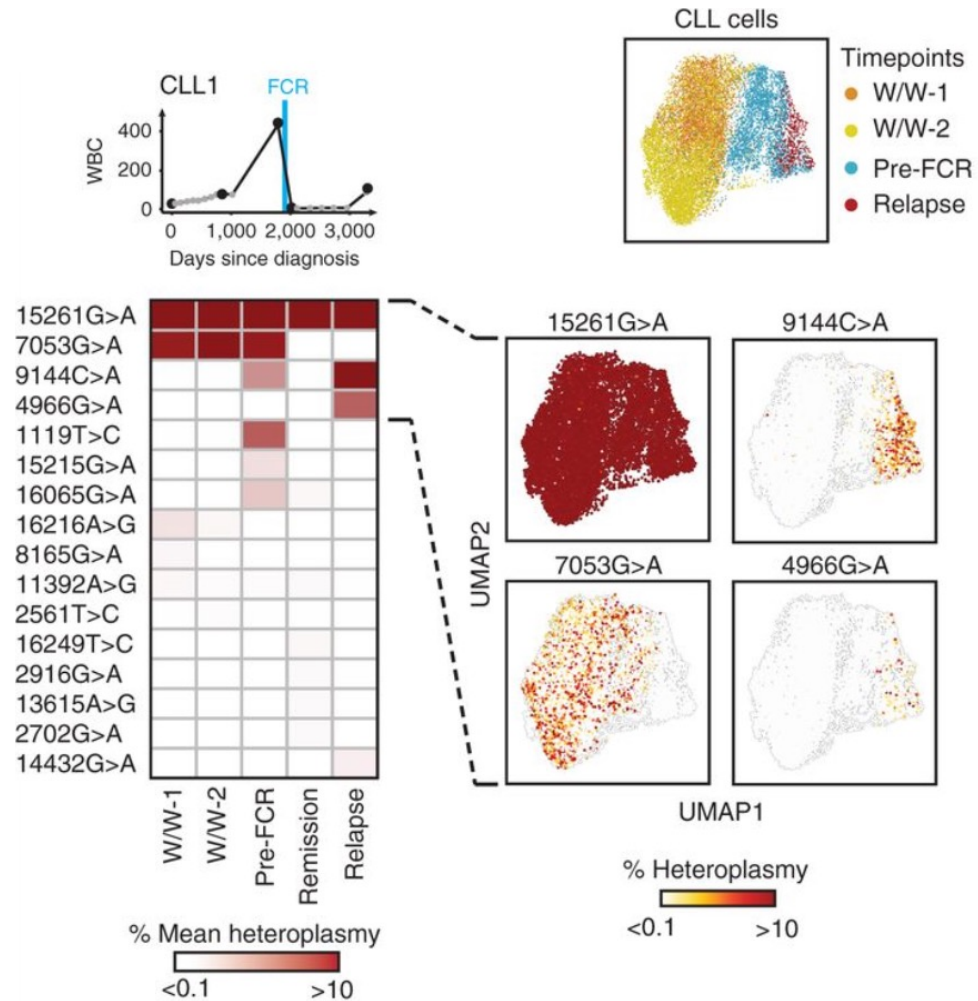 CLL1
FCR
WBC
400
200
0
0 1,000 2,000 3,000
Days since diagnosis
CLL cells
Timepoints
W/W-1
W/W-2
Pre-FCR
Relapse
15261G>A
7053G>A
9144C>A
4966G>A
1119T>C
15215G>A
16065G>A
16216A>G
8165G>A
11392A>G
2561T>C
16249T>C
2916G>A
13615A>G
2702G>A
14432G>A
W/W-1
W/W-2
Pre-FCR
Remission
Relapse
% Mean heteroplasmy
<0.1 >10
15261G>A 9144C>A
7053G>A 4966G>A
UMAP2
UMAP1
% Heteroplasmy
<0.1 >10